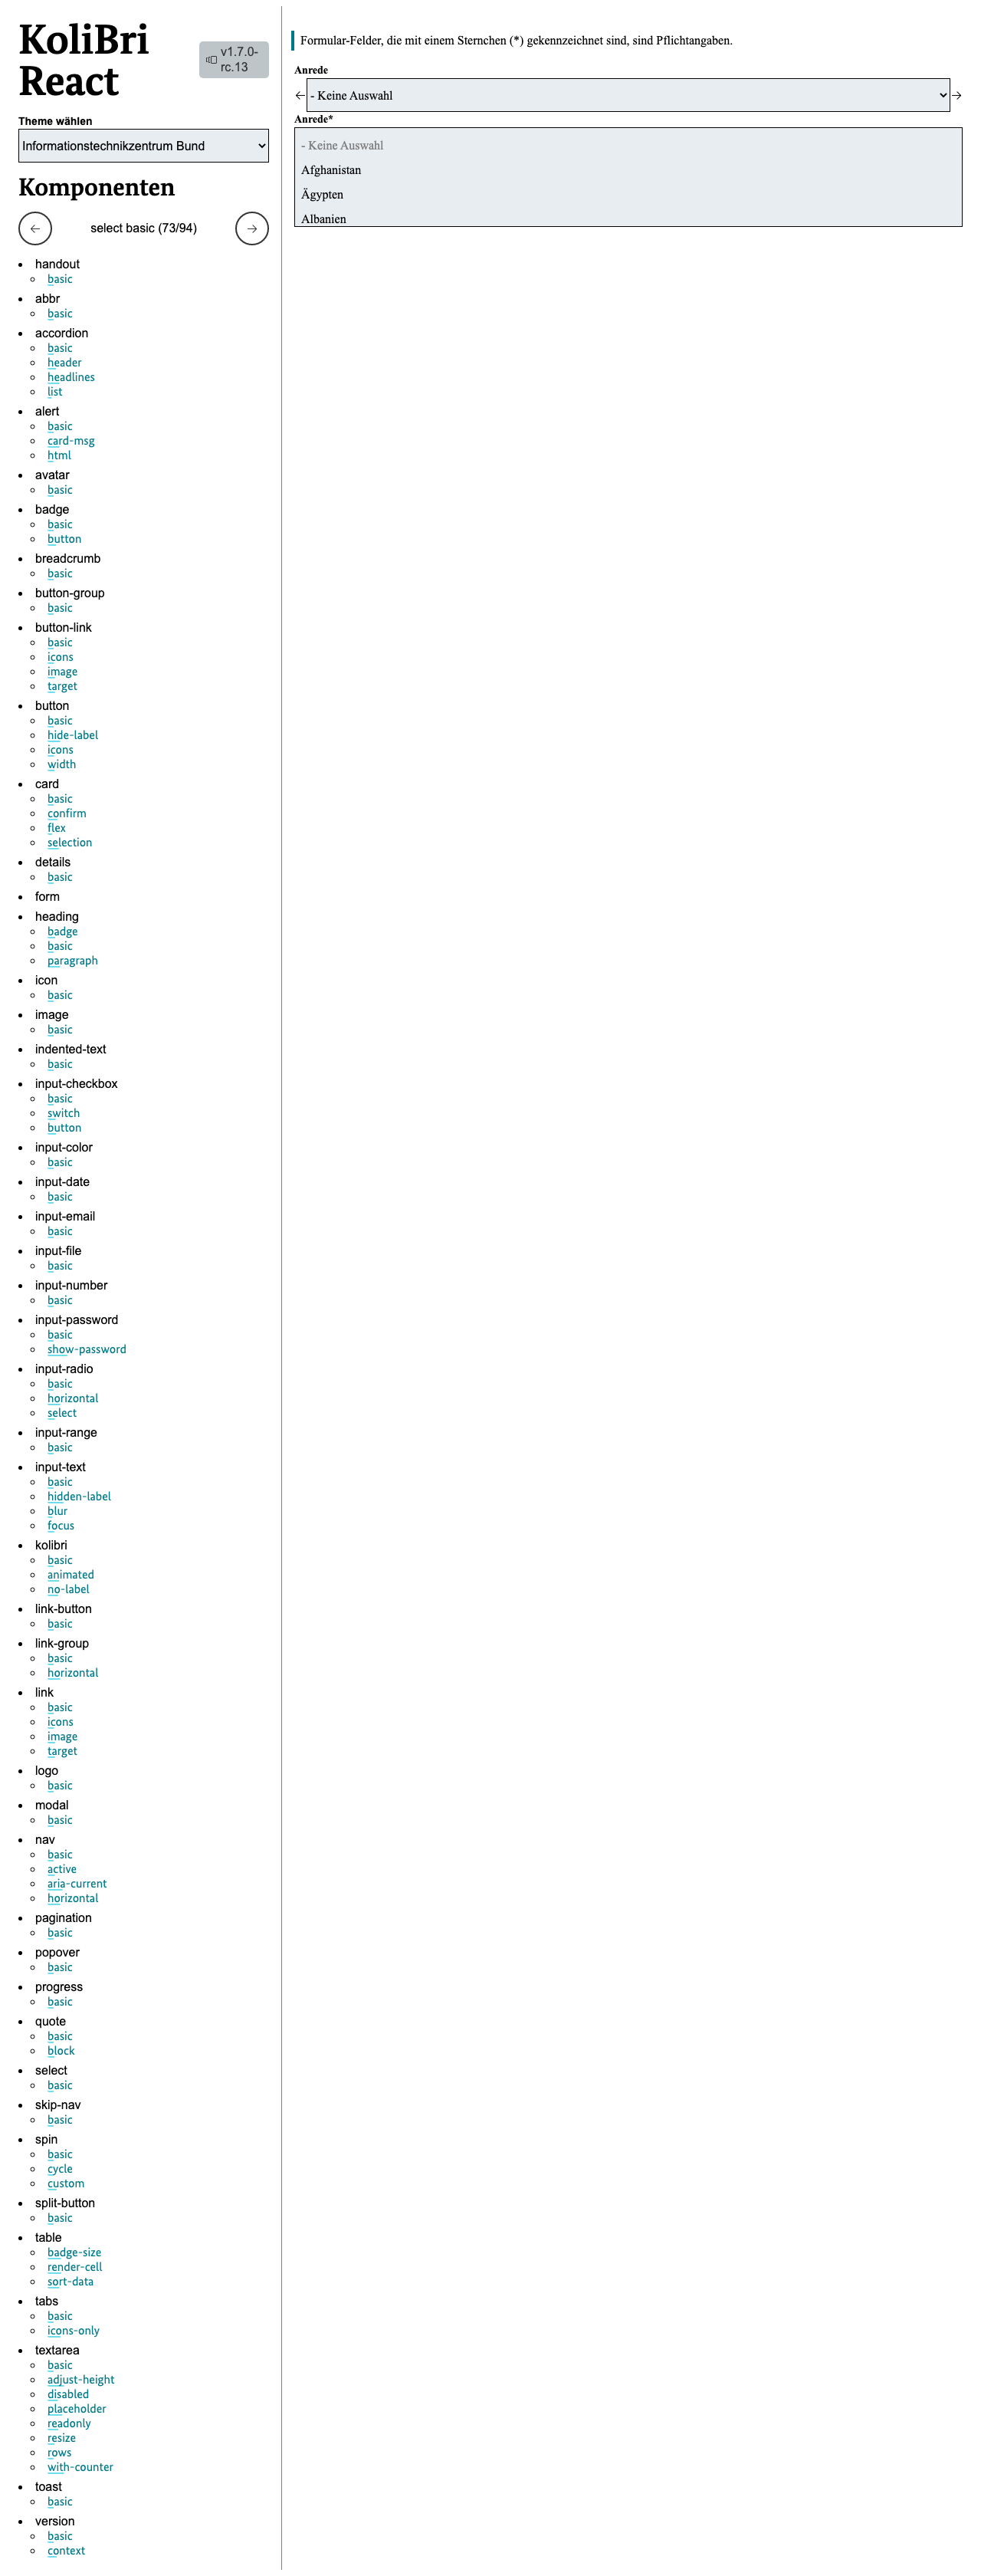 KoliBri
React
v1.7.0-
rc.13
Theme wählen
Informationstechnikzentrum Bund
Komponenten
select basic (73/94)
handout
basic
abbr
basic
accordion
basic
header
headlines
list
alert
basic
card-msg
html
avatar
basic
badge
basic
button
breadcrumb
basic
button-group
basic
button-link
basic
icons
image
target
button
basic
hide-label
icons
width
card
basic
confirm
flex
selection
details
basic
form
heading
badge
basic
paragraph
icon
basic
image
basic
indented-text
basic
input-checkbox
basic
switch
button
input-color
basic
input-date
basic
input-email
basic
input-file
basic
input-number
basic
input-password
basic
show-password
input-radio
basic
horizontal
select
input-range
basic
input-text
basic
hidden-label
blur
focus
kolibri
basic
animated
no-label
link-button
basic
link-group
basic
horizontal
link
basic
icons
image
target
logo
basic
modal
basic
nav
basic
active
aria-current
horizontal
pagination
basic
popover
basic
progress
basic
quote
basic
block
select
basic
skip-nav
basic
spin
basic
cycle
custom
split-button
basic
table
badge-size
render-cell
sort-data
tabs
basic
icons-only
textarea
basic
adjust-height
disabled
placeholder
readonly
resize
rows
with-counter
toast
basic
version
basic
context
Formular-Felder, die mit einem Sternchen (*) gekennzeichnet sind, sind Pflichtangaben.
Anrede
- Keine Auswahl
Anrede*
- Keine Auswahl
Afghanistan
Ägypten
Albanien